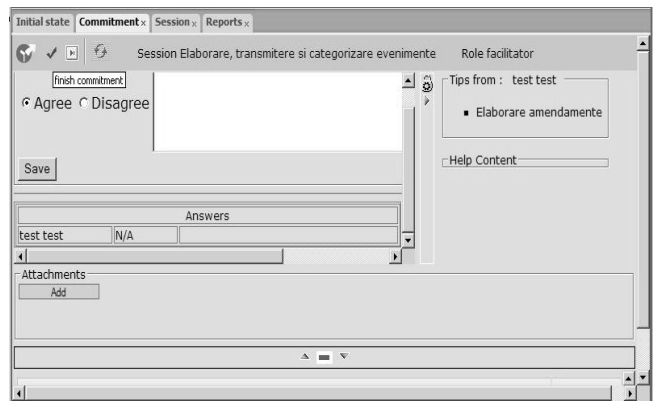 Initial state Commitment x Session x Reports x
Session Elaborare, transmitere si categorizare evenimente Role facilitator
finish commitment
Agree Disagree
Save
Answers
test test N/A
Tips from : test test
Elaborare amendamente
Help Content
Attachments
Add